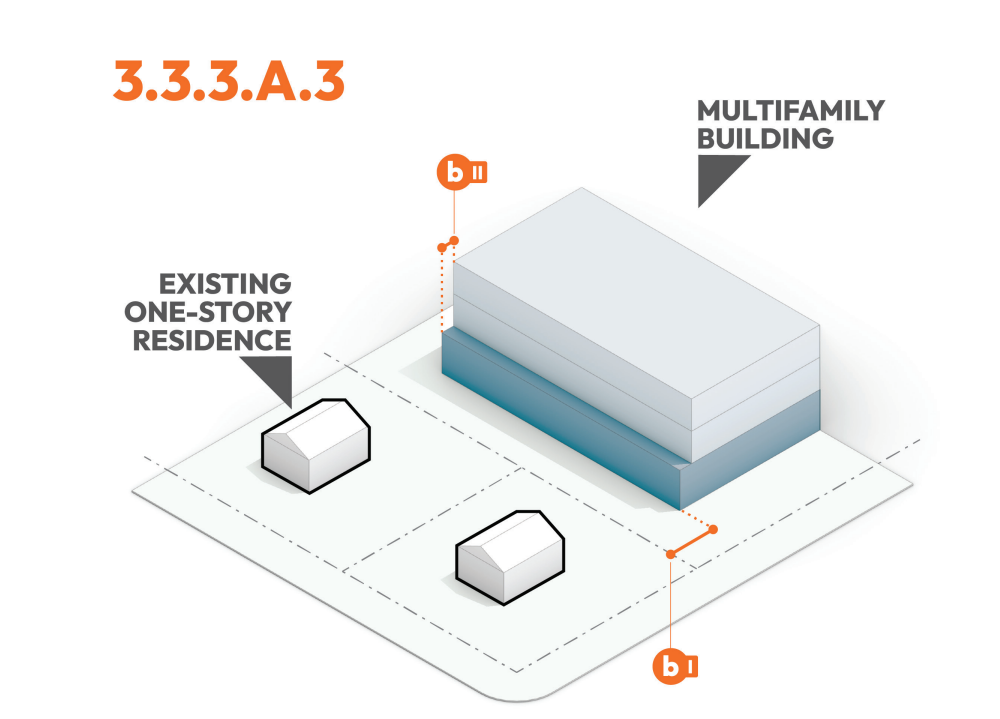 3.3.3.A.3
MULTIFAMILY
BUILDING
b II
EXISTING
ONE-STORY
RESIDENCE
b I